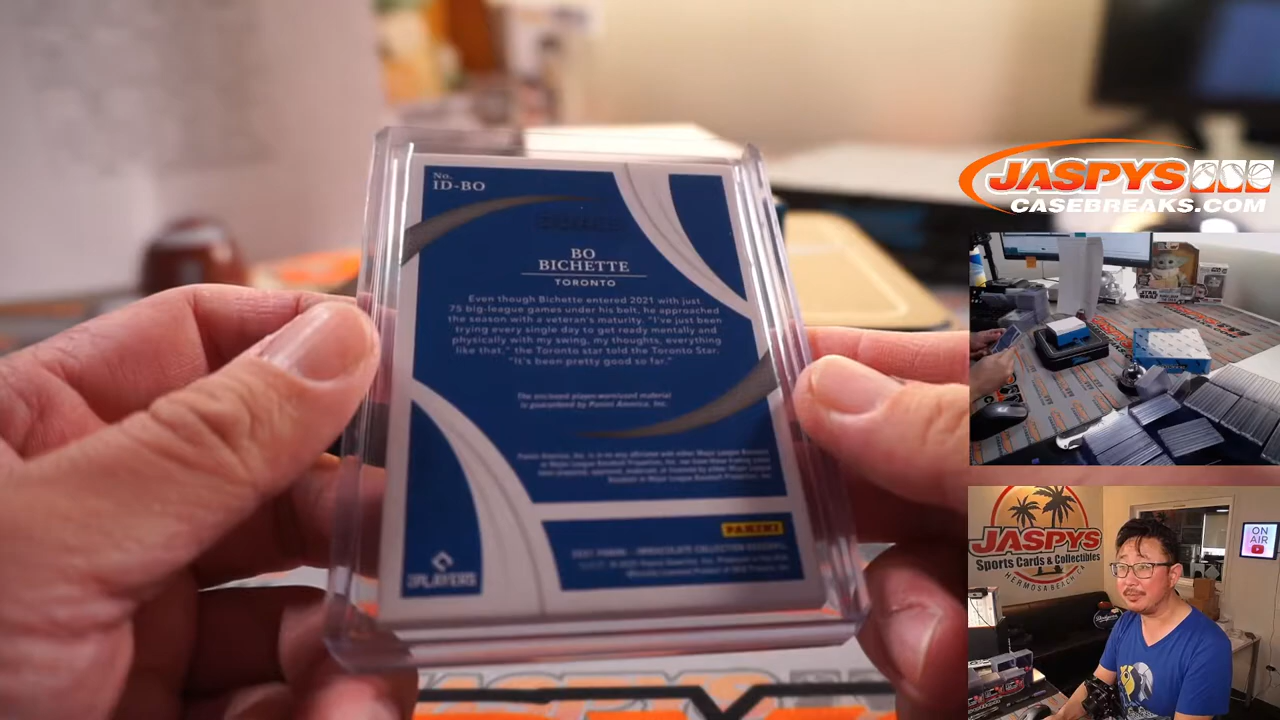 No.
ID-BO
BO
BICHETTE
TORONTO
Even though Bichette entered 2021 with just
75 big-league games under his belt, he approached
the season with a veteran's maturity. "I've just been
trying every single day to get ready mentally and
physically with my swing, my thoughts, everything
like that," the Toronto star told the Toronto Star.
"It's been pretty good so far."
The enclosed player-worn/used material
is guaranteed by Panini America, Inc.
PANINI
PLAYERS
JASPYS
CASEBREAKS.COM
STAR WARS
JASPYS
Sports Cards & Collectibles
HERMOSA BEACH, CA
ON
AIR
Dodgers